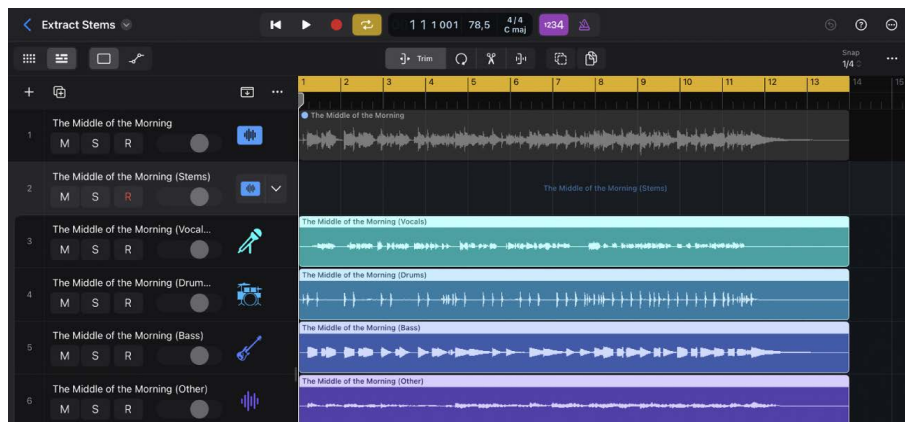 Extract Stems
1 1 1 001 78,5 4/4 C maj 1234
Trim
Snap
1/4
1 2 3 4 5 6 7 8 9 10 11 12 13 14 15
1 The Middle of the Morning
M S R
The Middle of the Morning
2 The Middle of the Morning (Stems)
M S R
The Middle of the Morning (Stems)
3 The Middle of the Morning (Vocal...
M S R
The Middle of the Morning (Vocals)
4 The Middle of the Morning (Drum...
M S R
The Middle of the Morning (Drums)
5 The Middle of the Morning (Bass)
M S R
The Middle of the Morning (Bass)
6 The Middle of the Morning (Other)
M S R
The Middle of the Morning (Other)